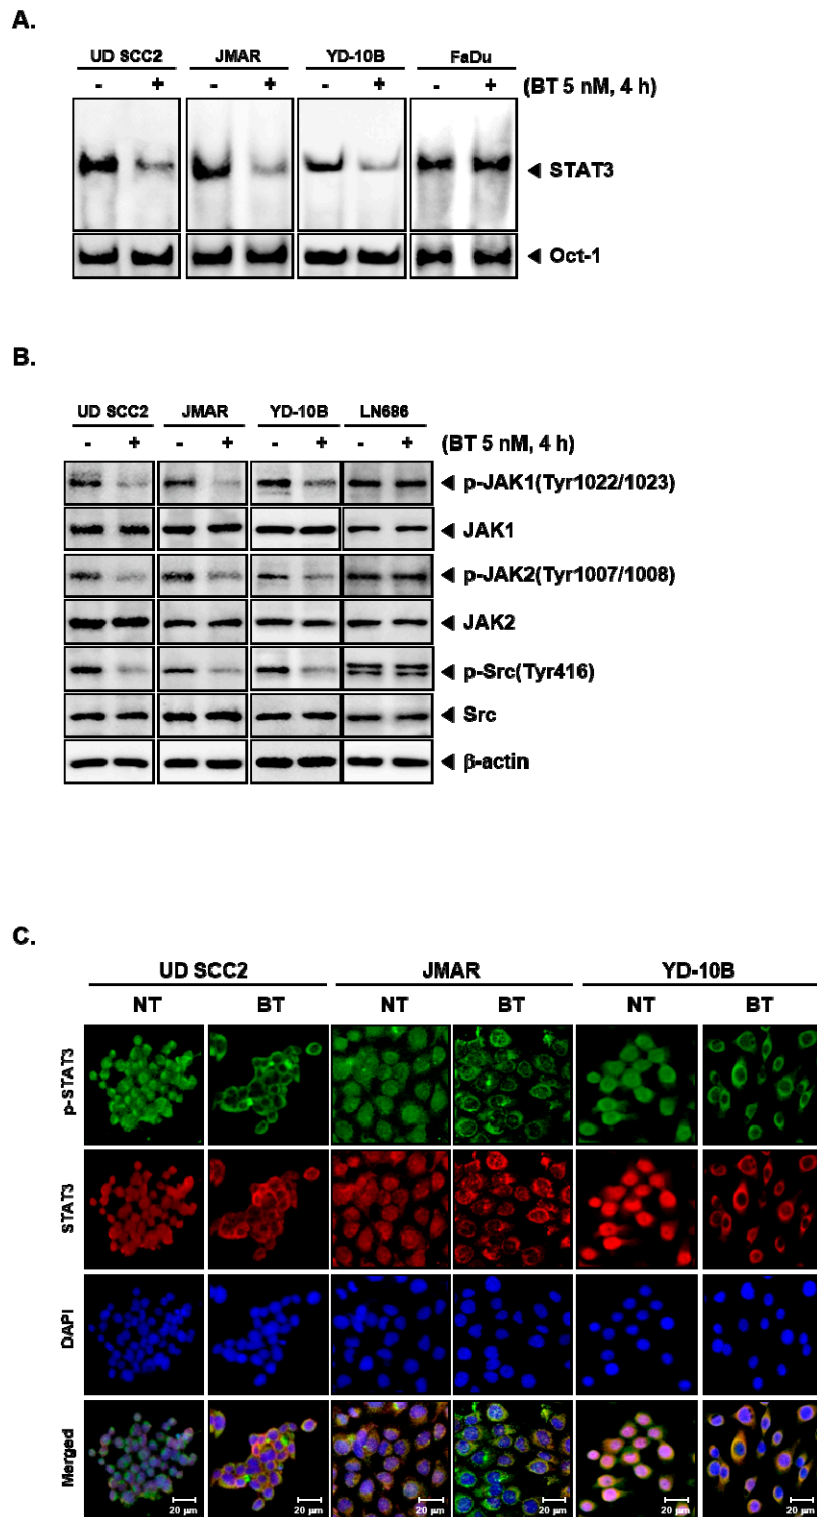 A.
UD SCC2 JMAR YD-10B FaDu
- + - + - + - + (BT 5 nM, 4 h)
STAT3
Oct-1
B.
UD SCC2 JMAR YD-10B LN686
- + - + - + - + (BT 5 nM, 4 h)
p-JAK1(Tyr1022/1023)
JAK1
p-JAK2(Tyr1007/1008)
JAK2
p-Src(Tyr416)
Src
β-actin
C.
UD SCC2 JMAR YD-10B
NT BT NT BT NT BT
p-STAT3
STAT3
DAPI
Merged
20 μm 20 μm 20 μm 20 μm 20 μm 20 μm